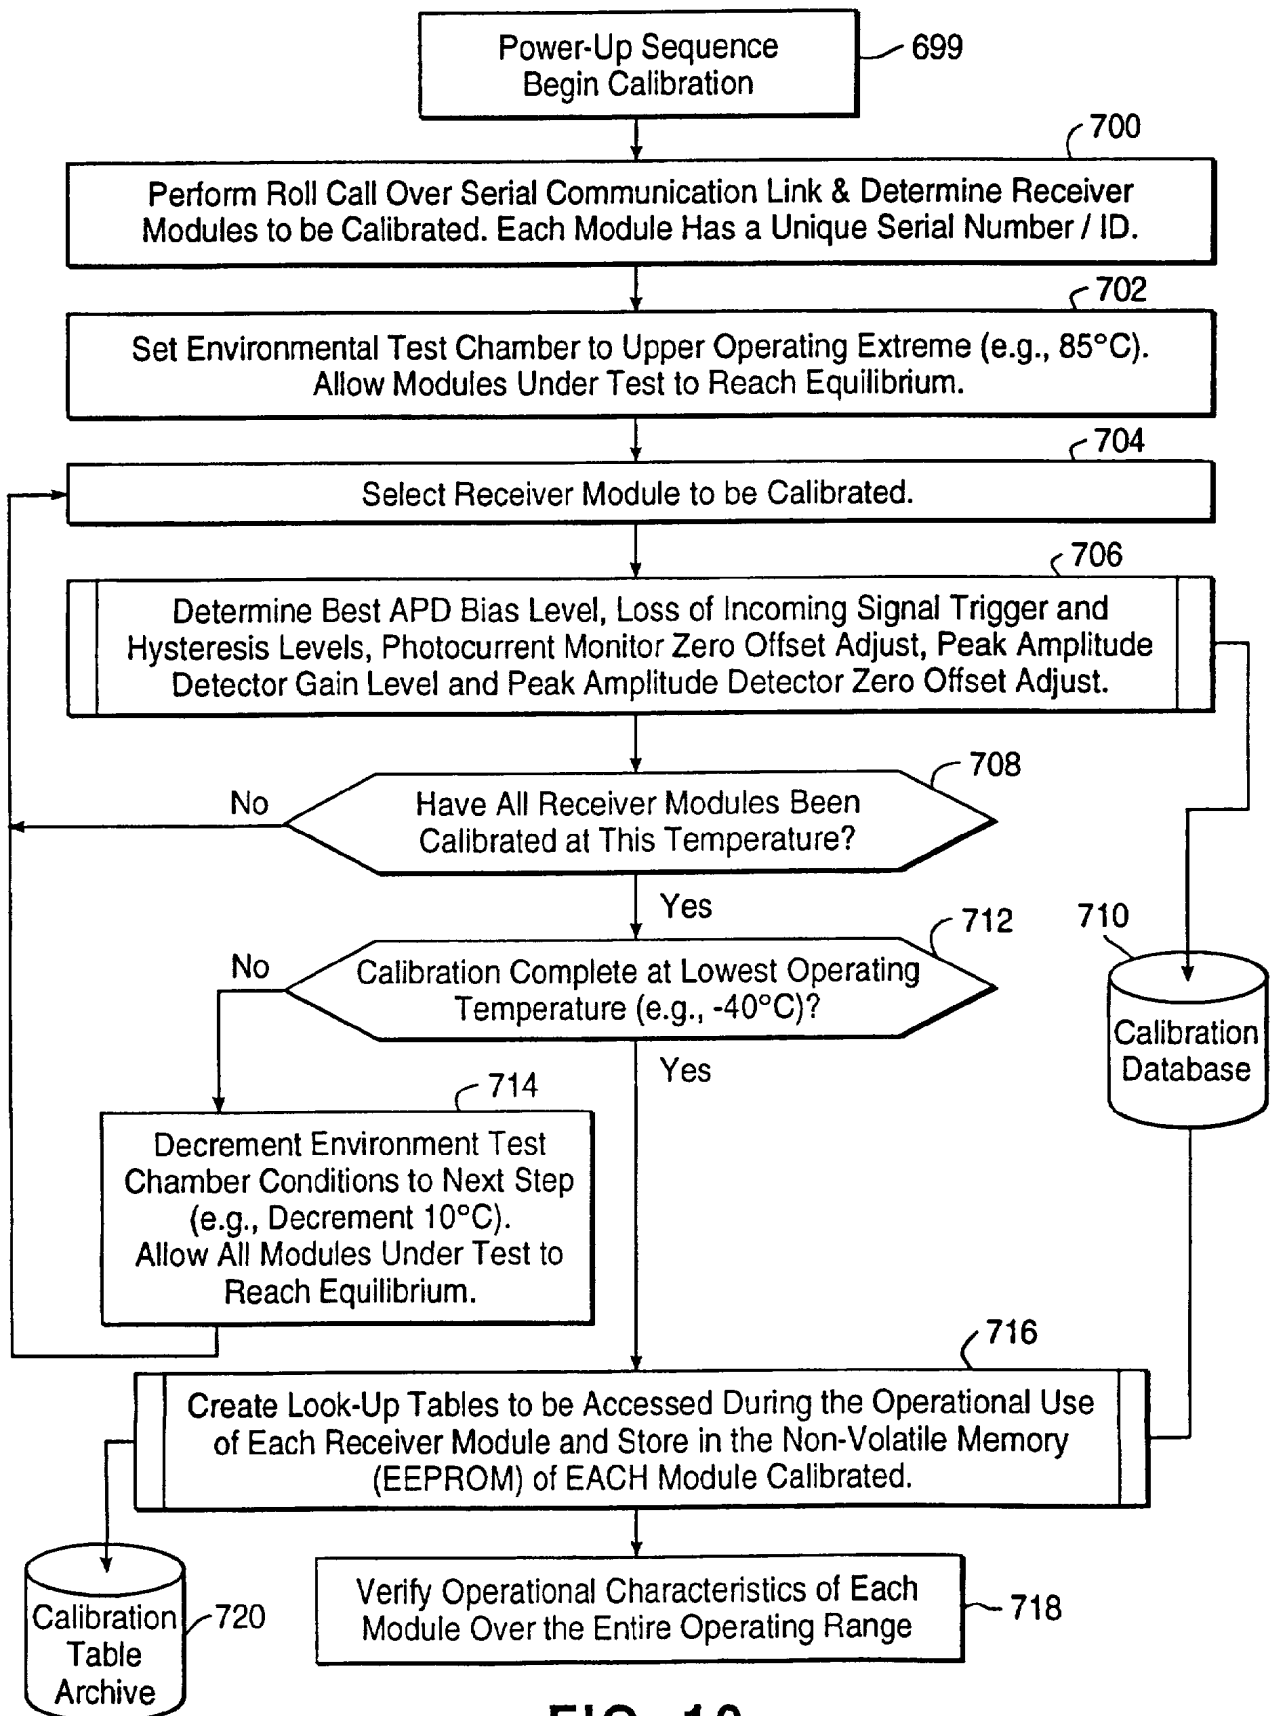 Power-Up Sequence
Begin Calibration
699
700
Perform Roll Call Over Serial Communication Link & Determine Receiver
Modules to be Calibrated. Each Module Has a Unique Serial Number / ID.
702
Set Environmental Test Chamber to Upper Operating Extreme (e.g., 85°C).
Allow Modules Under Test to Reach Equilibrium.
704
Select Receiver Module to be Calibrated.
706
Determine Best APD Bias Level, Loss of Incoming Signal Trigger and
Hysteresis Levels, Photocurrent Monitor Zero Offset Adjust, Peak Amplitude
Detector Gain Level and Peak Amplitude Detector Zero Offset Adjust.
708
No
Have All Receiver Modules Been
Calibrated at This Temperature?
Yes
712
710
No
Calibration Complete at Lowest Operating
Temperature (e.g., -40°C)?
Calibration
Database
Yes
714
Decrement Environment Test
Chamber Conditions to Next Step
(e.g., Decrement 10°C).
Allow All Modules Under Test to
Reach Equilibrium.
716
Create Look-Up Tables to be Accessed During the Operational Use
of Each Receiver Module and Store in the Non-Volatile Memory
(EEPROM) of EACH Module Calibrated.
Calibration
Table
Archive
720
Verify Operational Characteristics of Each
Module Over the Entire Operating Range
718